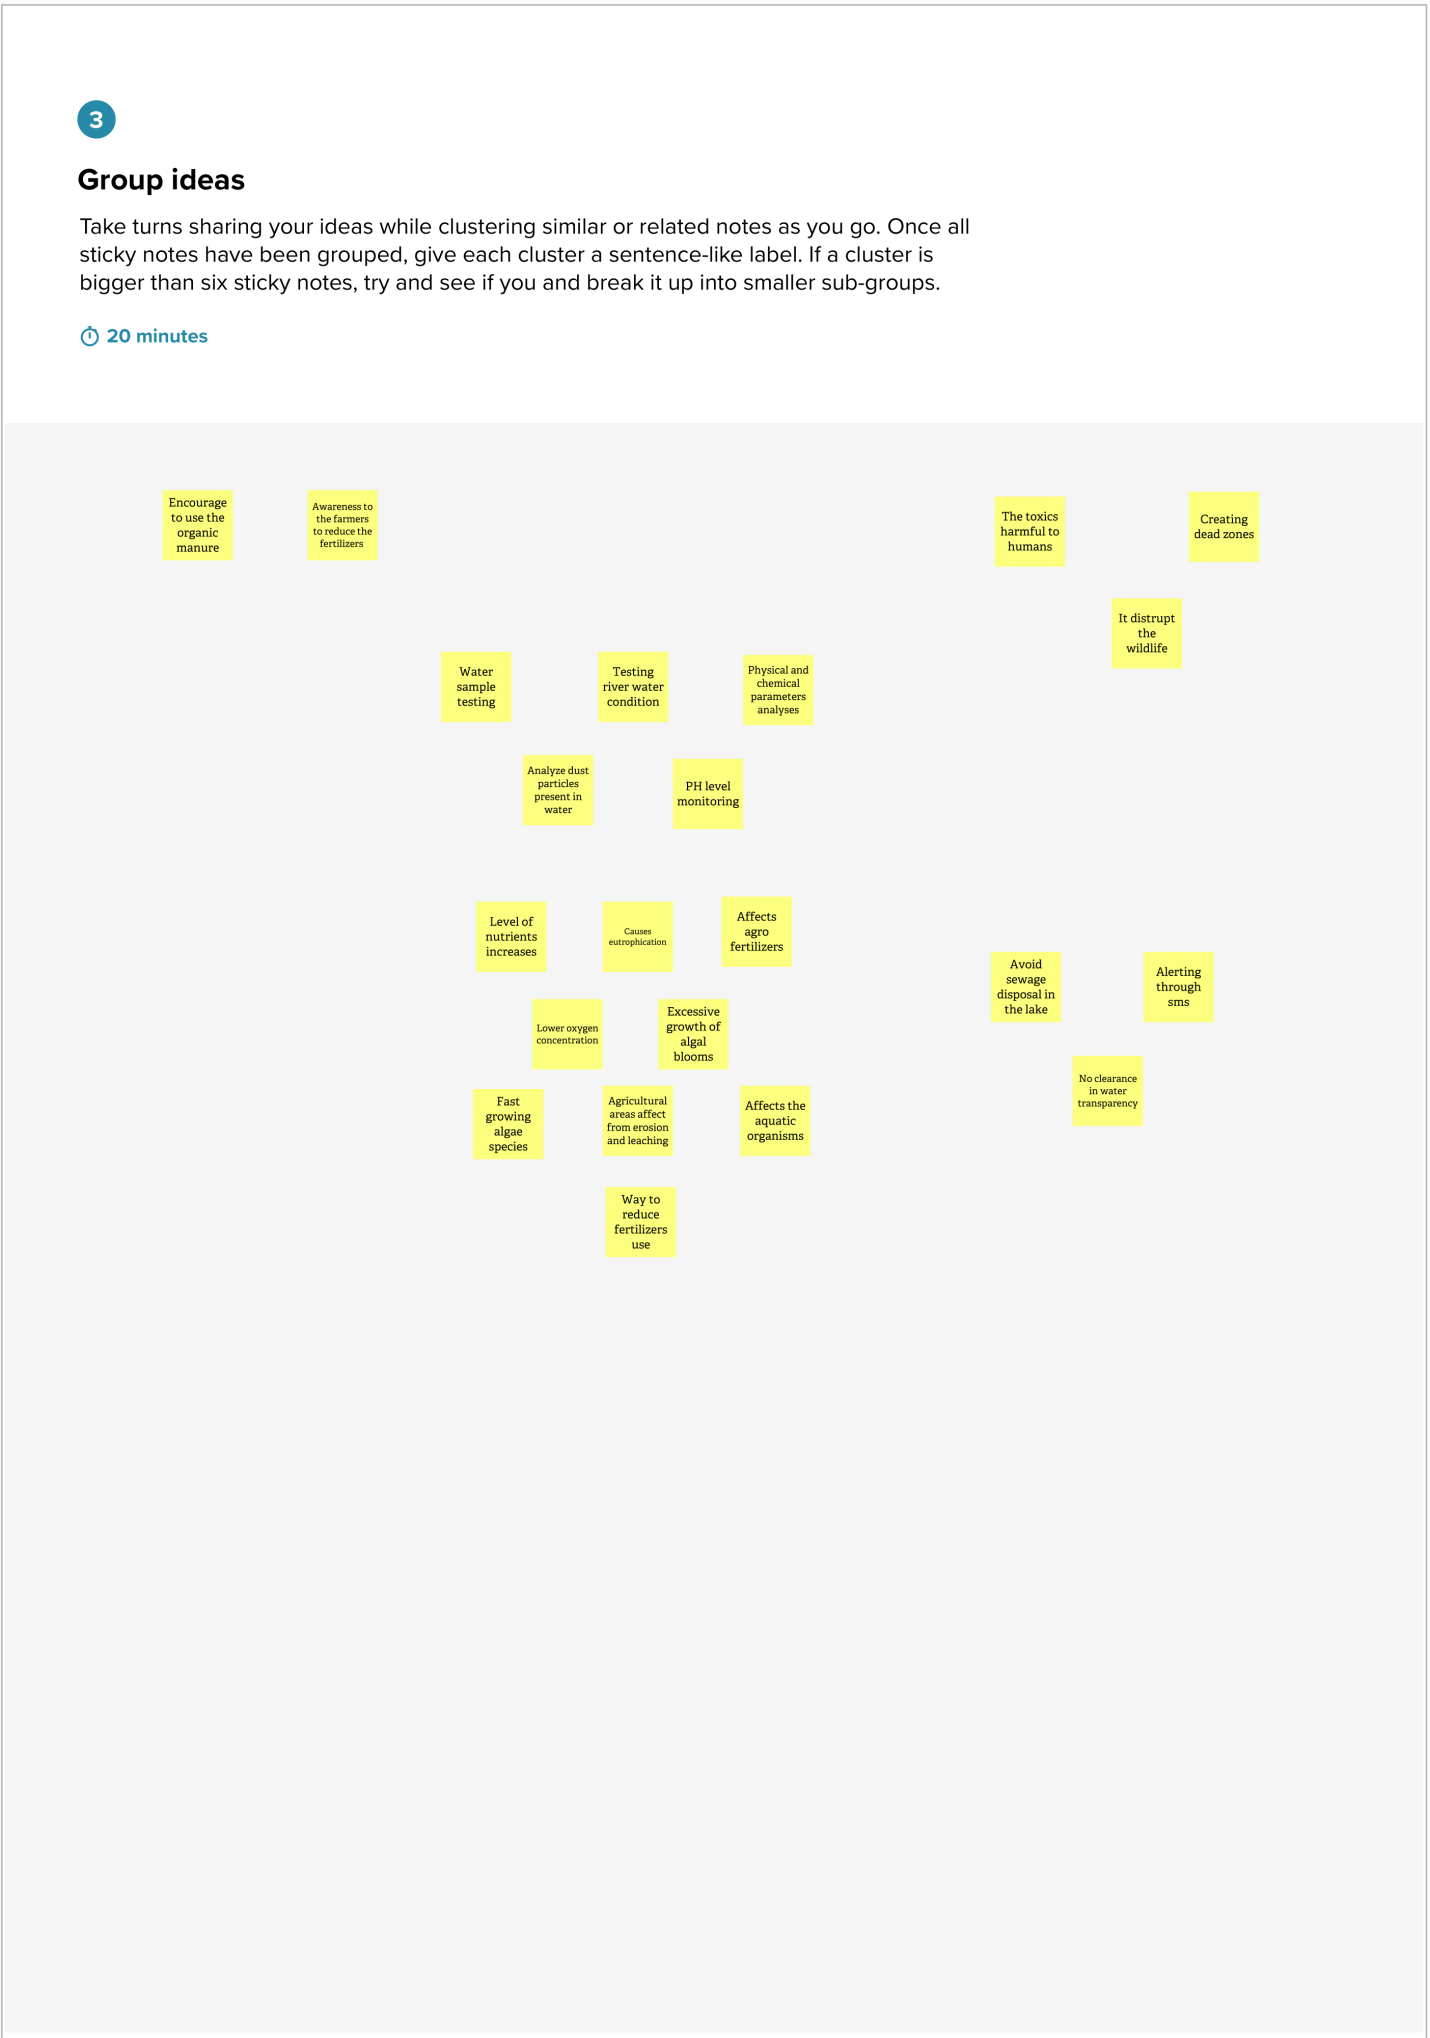 3
Group ideas
Take turns sharing your ideas while clustering similar or related notes as you go. Once all
sticky notes have been grouped, give each cluster a sentence-like label. If a cluster is
bigger than six sticky notes, try and see if you and break it up into smaller sub-groups.
20 minutes
Encourage
to use the
organic
manure
Awareness to
the farmers
to reduce the
fertilizers
The toxics
harmful to
humans
Creating
dead zones
It distrupt
the
wildlife
Water
sample
testing
Testing
river water
condition
Physical and
chemical
parameters
analyses
Analyze dust
particles
present in
water
PH level
monitoring
Level of
nutrients
increases
Causes
eutrophication
Affects
agro
fertilizers
Lower oxygen
concentration
Excessive
growth of
algal
blooms
Fast
growing
algae
species
Agricultural
areas affect
from erosion
and leaching
Affects the
aquatic
organisms
Way to
reduce
fertilizers
use
Avoid
sewage
disposal in
the lake
Alerting
through
sms
No clearance
in water
transparency